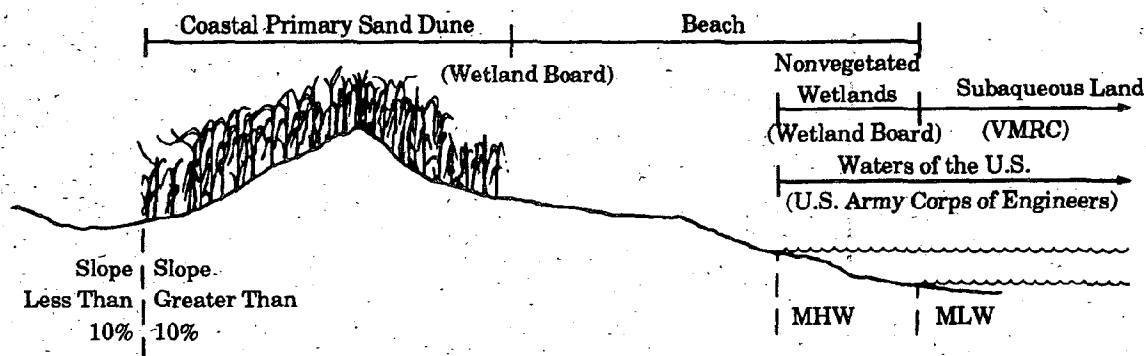 Coastal Primary Sand Dune
Beach
(Wetland Board)
Nonvegetated
Wetlands
(Wetland Board)
Subaqueous Land
(VMRC)
Waters of the U.S.
(U.S. Army Corps of Engineers)
Slope
Less Than
10%
Slope
Greater Than
10%
MHW
MLW